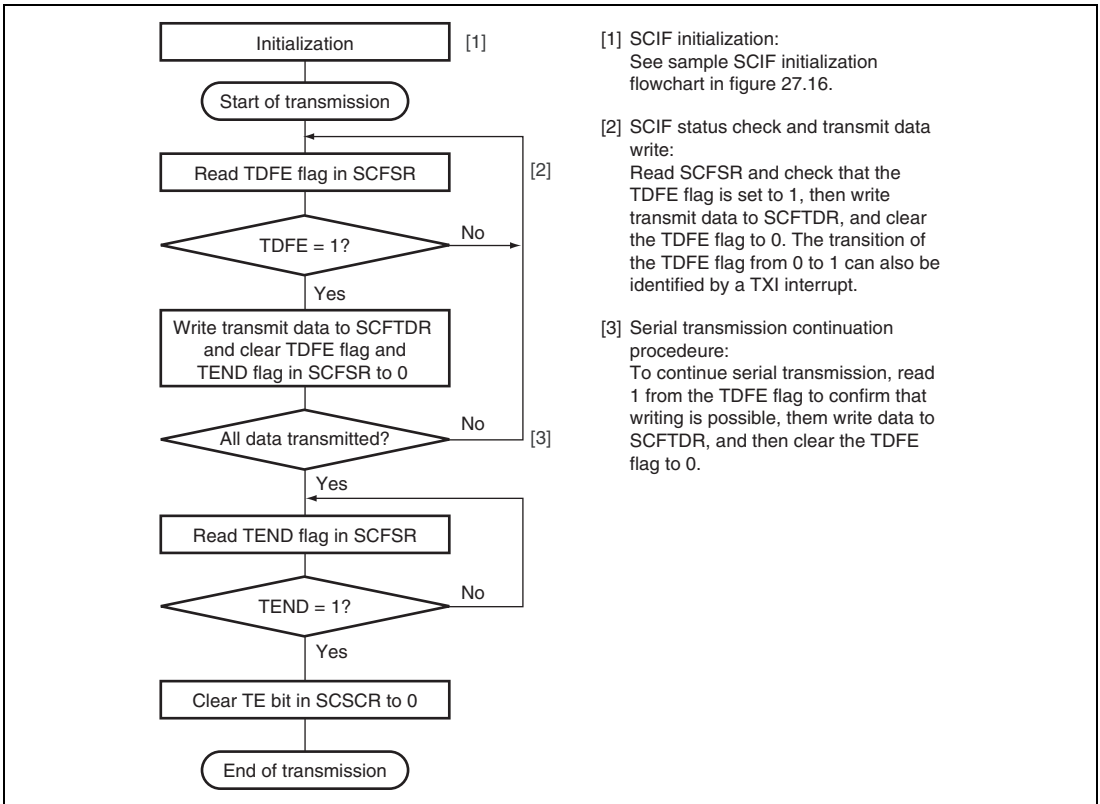 Initialization
[1]
Start of transmission
Read TDFE flag in SCFSR
[2]
TDFE = 1?
No
Yes
Write transmit data to SCFTDR
and clear TDFE flag and
TEND flag in SCFSR to 0
All data transmitted?
No
[3]
Yes
Read TEND flag in SCFSR
TEND = 1?
No
Yes
Clear TE bit in SCSCR to 0
End of transmission
[1] SCIF initialization:
See sample SCIF initialization
flowchart in figure 27.16.
[2] SCIF status check and transmit data
write:
Read SCFSR and check that the
TDFE flag is set to 1, then write
transmit data to SCFTDR, and clear
the TDFE flag to 0. The transition of
the TDFE flag from 0 to 1 can also be
identified by a TXI interrupt.
[3] Serial transmission continuation
procedeure:
To continue serial transmission, read
1 from the TDFE flag to confirm that
writing is possible, them write data to
SCFTDR, and then clear the TDFE
flag to 0.